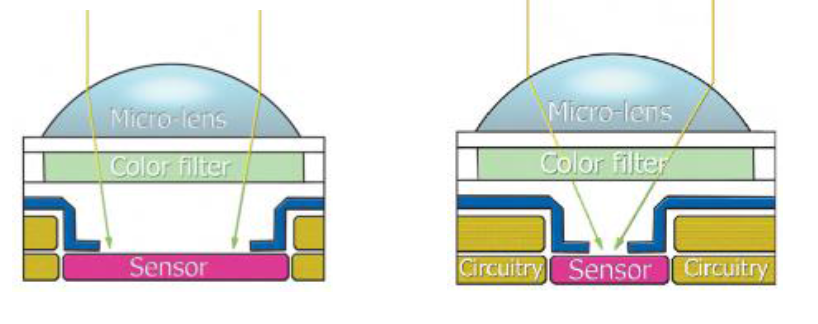 Micro-lens
Color filter
Sensor
Micro-lens
Color filter
Circuitry Sensor Circuitry